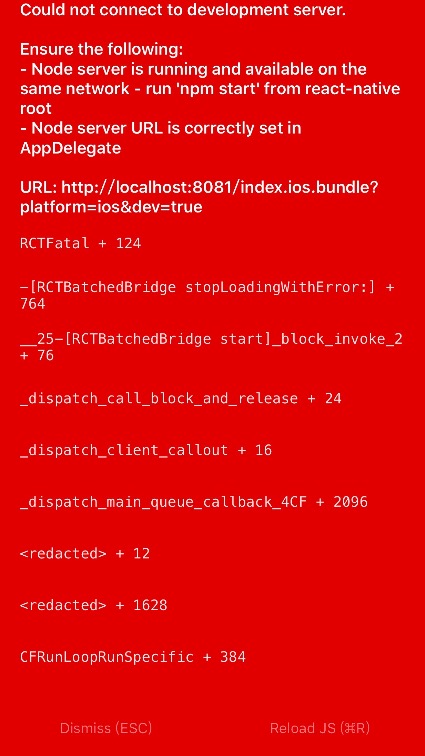 Could not connect to development server.
Ensure the following:
- Node server is running and available on the
same network - run 'npm start' from react-native
root
- Node server URL is correctly set in
AppDelegate
URL: http://localhost:8081/index.ios.bundle?
platform=ios&dev=true
RCTFatal + 124
-[RCTBatchedBridge stopLoadingWithError:] +
764
__25-[RCTBatchedBridge start]_block_invoke_2
+ 76
_dispatch_call_block_and_release + 24
_dispatch_client_callout + 16
_dispatch_main_queue_callback_4CF + 2096
<redacted> + 12
<redacted> + 1628
CFRunLoopRunSpecific + 384
Dismiss (ESC) Reload JS (⌘R)